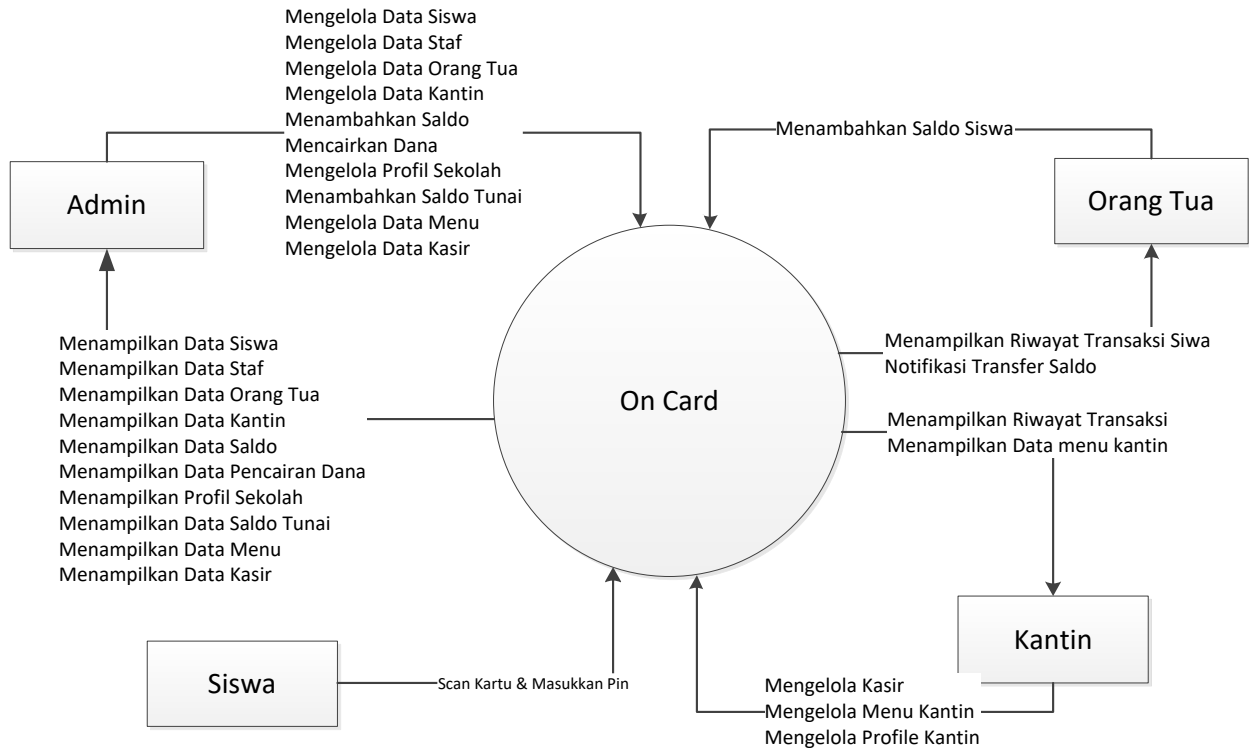 Mengelola Data Siswa
Mengelola Data Staf
Mengelola Data Orang Tua
Mengelola Data Kantin
Menambahkan Saldo
Mencairkan Dana
Mengelola Profil Sekolah
Menambahkan Saldo Tunai
Mengelola Data Menu
Mengelola Data Kasir
Menambahkan Saldo Siswa
Admin
Orang Tua
Menampilkan Data Siswa
Menampilkan Data Staf
Menampilkan Data Orang Tua
Menampilkan Data Kantin
Menampilkan Data Saldo
Menampilkan Data Pencairan Dana
Menampilkan Profil Sekolah
Menampilkan Data Saldo Tunai
Menampilkan Data Menu
Menampilkan Data Kasir
On Card
Menampilkan Riwayat Transaksi Siwa
Notifikasi Transfer Saldo
Menampilkan Riwayat Transaksi
Menampilkan Data menu kantin
Siswa
Scan Kartu & Masukkan Pin
Kantin
Mengelola Kasir
Mengelola Menu Kantin
Mengelola Profile Kantin